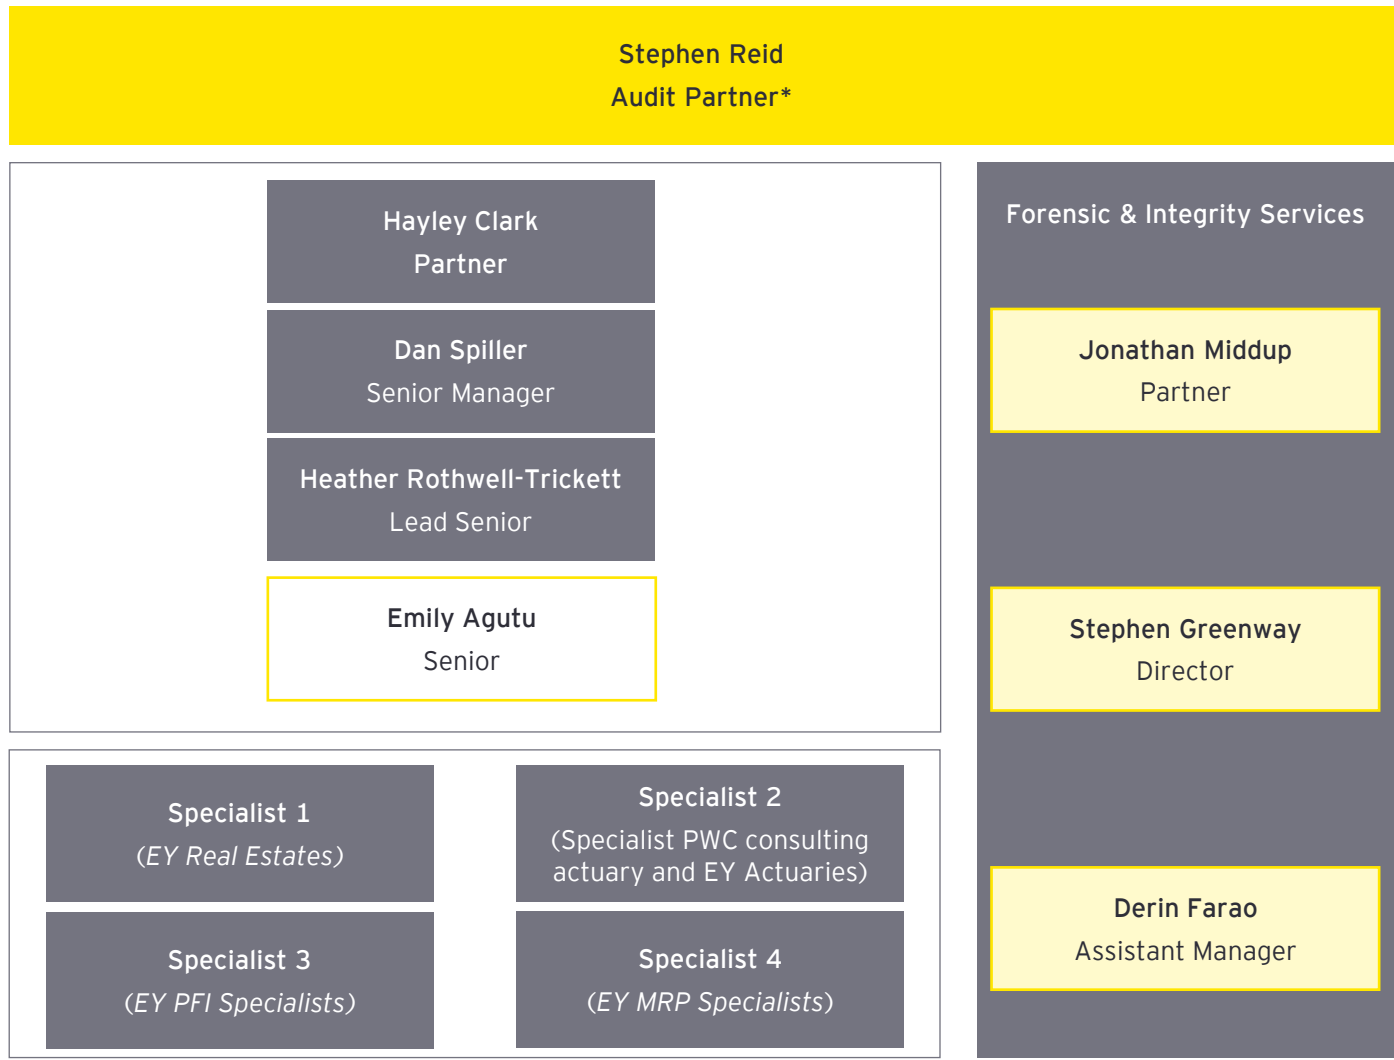 Stephen Reid
Audit Partner*
Hayley Clark
Partner
Dan Spiller
Senior Manager
Heather Rothwell-Trickett
Lead Senior
Emily Agutu
Senior
Specialist 1
(EY Real Estates)
Specialist 2
(Specialist PWC consulting
actuary and EY Actuaries)
Specialist 3
(EY PFI Specialists)
Specialist 4
(EY MRP Specialists)
Forensic & Integrity Services
Jonathan Middup
Partner
Stephen Greenway
Director
Derin Farao
Assistant Manager